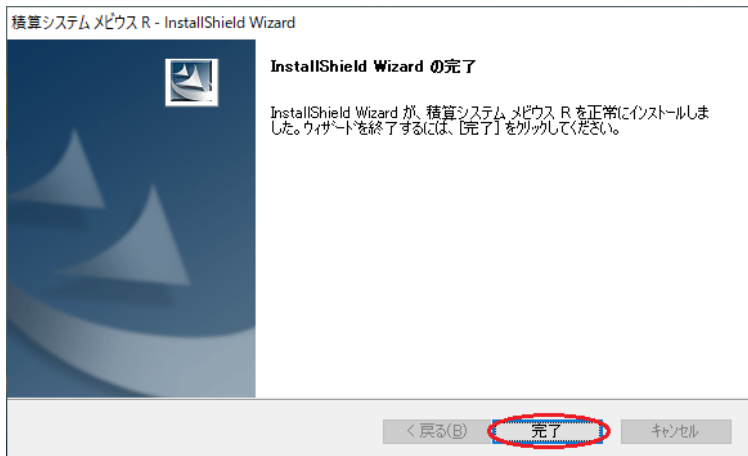 積算システム メビウス R - InstallShield Wizard
InstallShield Wizard の完了
InstallShield Wizard が、積算システム メビウス R を正常にインストールしま
した。ウィザードを終了するには、[完了] をクリックしてください。
< 戻る(B)
完了
キャンセル